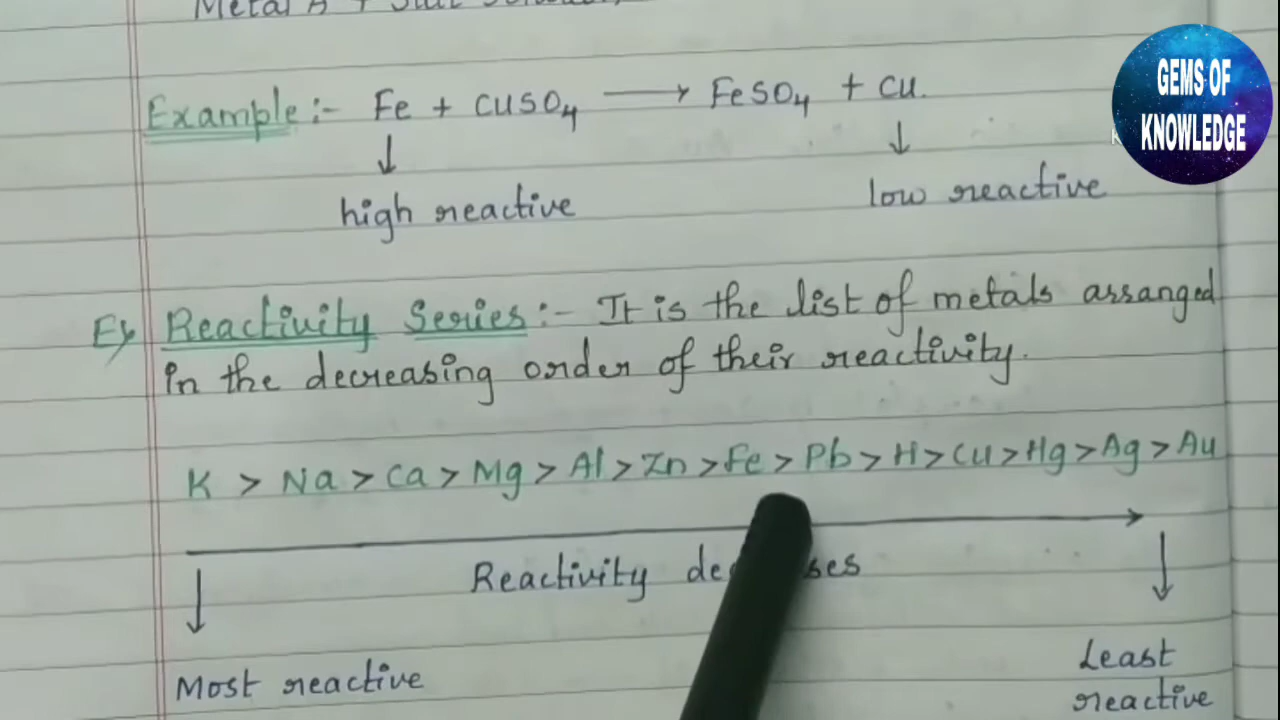 Metal A +
Example :- Fe + CuSO4 → FeSO4 + Cu.
↓ ↓
high reactive low reactive
E) Reactivity Series :- It is the list of metals arranged
in the decreasing order of their reactivity.
K > Na > Ca > Mg > Al > Zn > Fe > Pb > H > Cu > Hg > Ag > Au
Reactivity
Most reactive
Least
reactive
GEMS OF
KNOWLEDGE